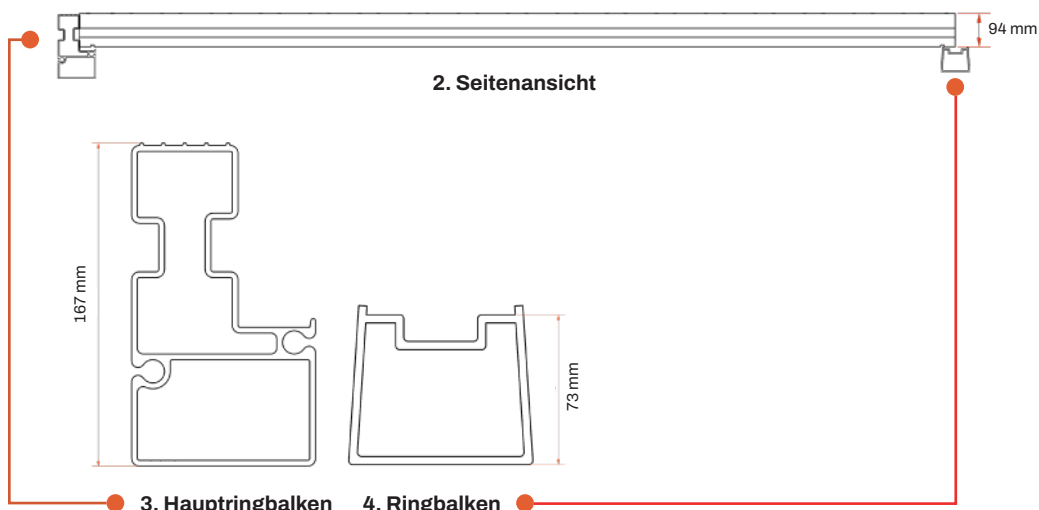 94 mm
2. Seitenansicht
167 mm
73 mm
3. Hauptringbalken
4. Ringbalken